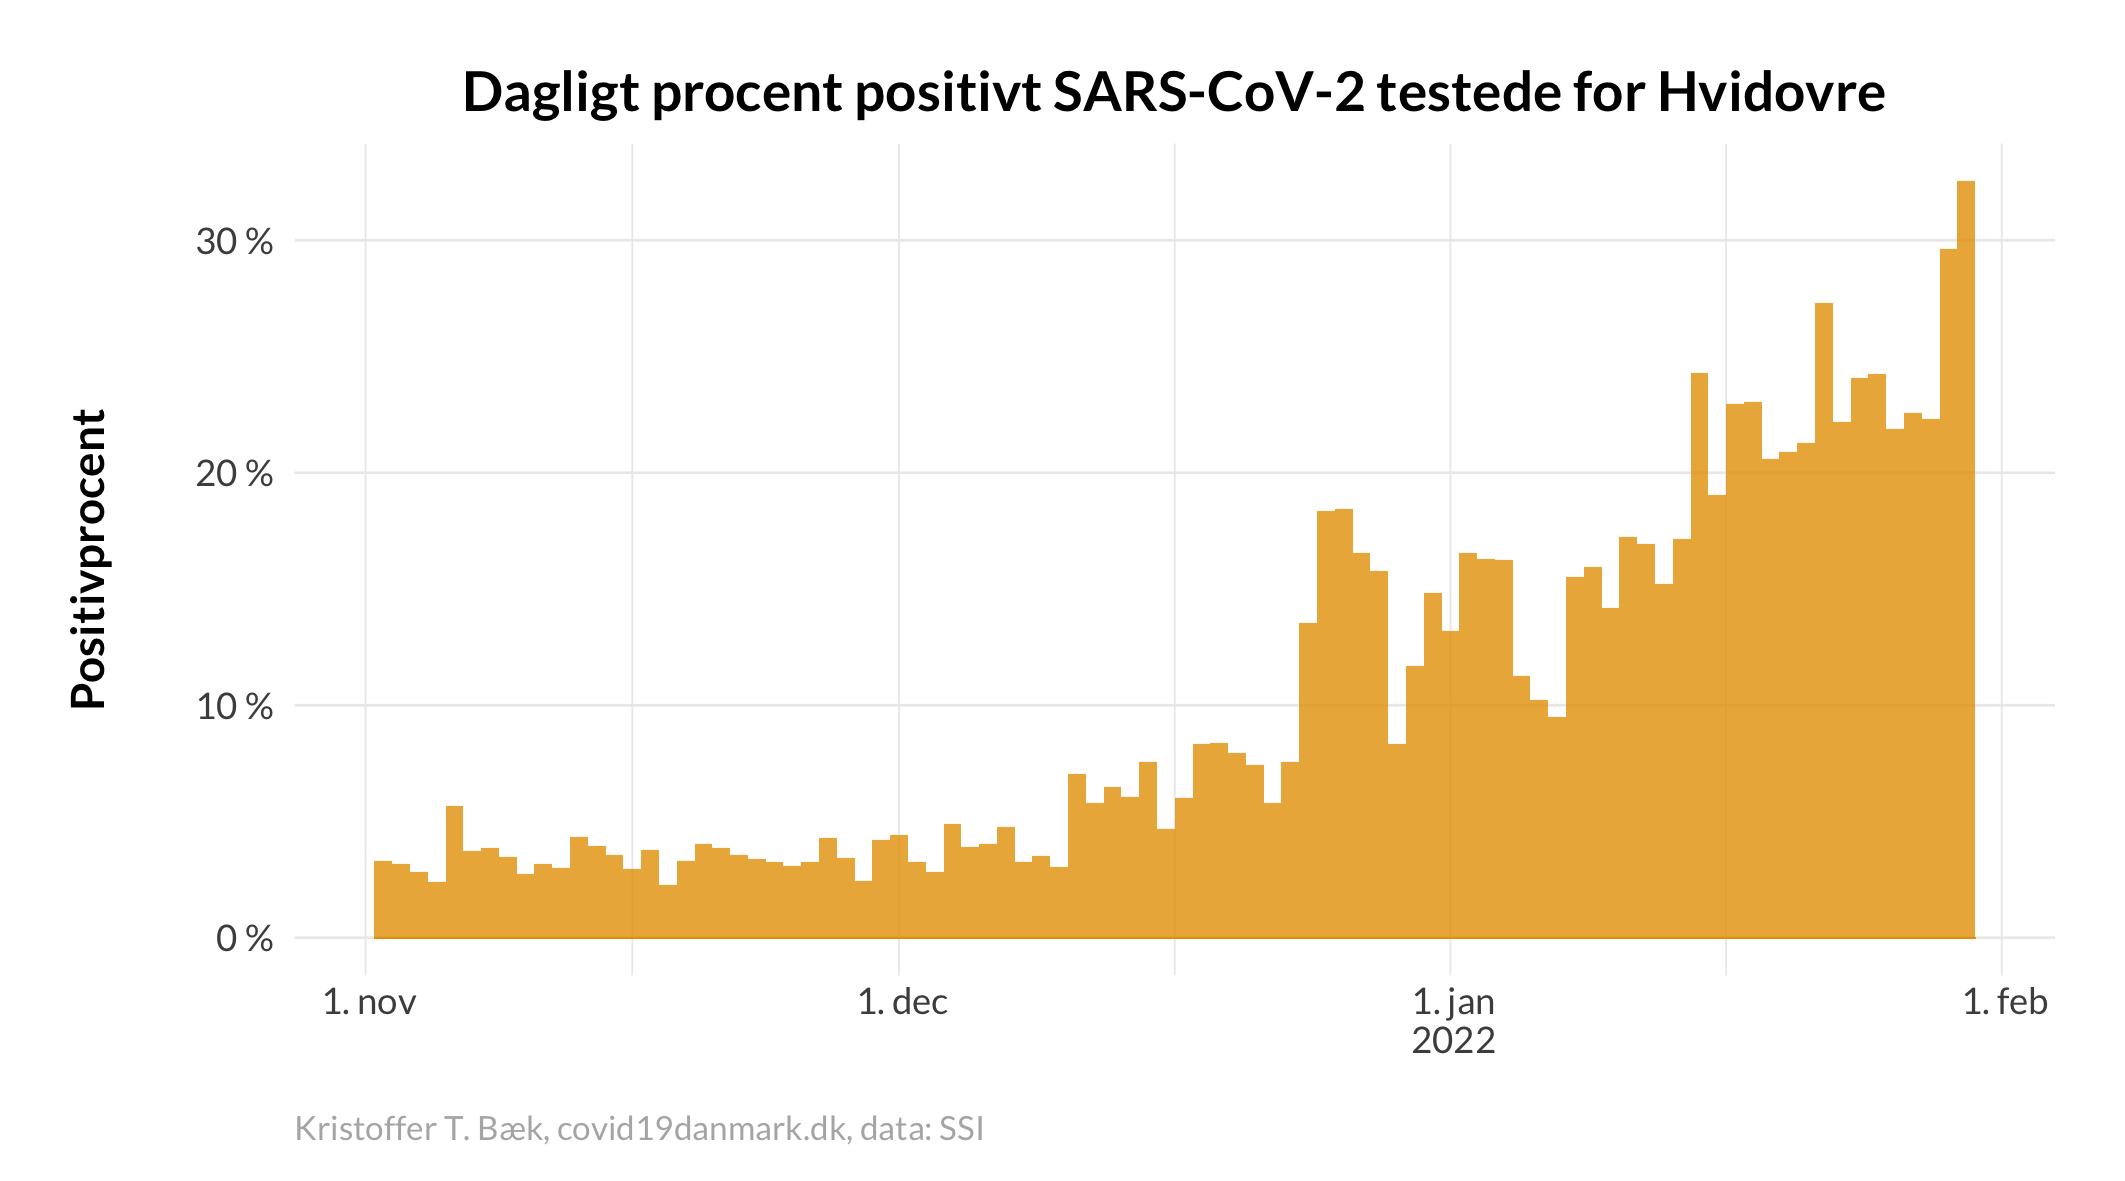 Dagligt procent positivt SARS-CoV-2 testede for Hvidovre
Positivprocent
30 %
20 %
10 %
0 %
1. nov
1. dec
1. jan
2022
1. feb
Kristoffer T. Bæk, covid19danmark.dk, data: SSI